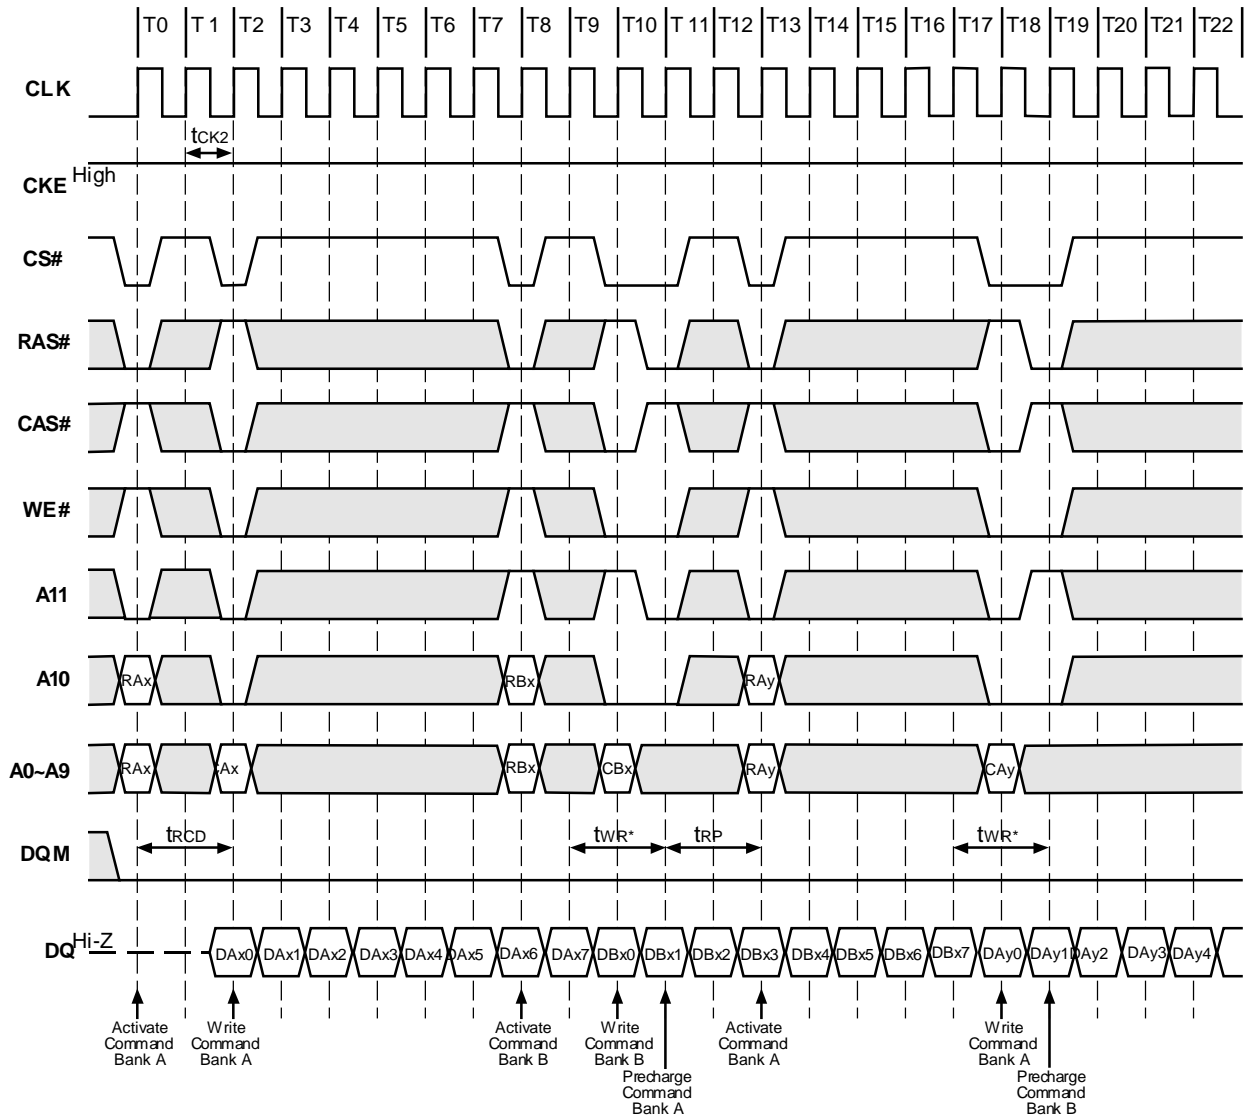 T0 T1 T2 T3 T4 T5 T6 T7 T8 T9 T10 T11 T12 T13 T14 T15 T16 T17 T18 T19 T20 T21 T22
CLK
tCK2
CKE High
CS#
RAS#
CAS#
WE#
A11
A10 RAx RBx RAy
A0~A9 RAx CAx RBx CBx RAy CAy
tRCD tWR* tRP tWR*
DQM
DQ Hi-Z DAx0 DAx1 DAx2 DAx3 DAx4 DAx5 DAx6 DAx7 DBx0 DBx1 DBx2 DBx3 DBx4 DBx5 DBx6 DBx7 DAy0 DAy1 DAy2 DAy3 DAy4
Activate
Command
Bank A
Write
Command
Bank A
Activate
Command
Bank B
Write
Command
Bank B
Precharge
Command
Bank A
Activate
Command
Bank A
Write
Command
Bank A
Precharge
Command
Bank B